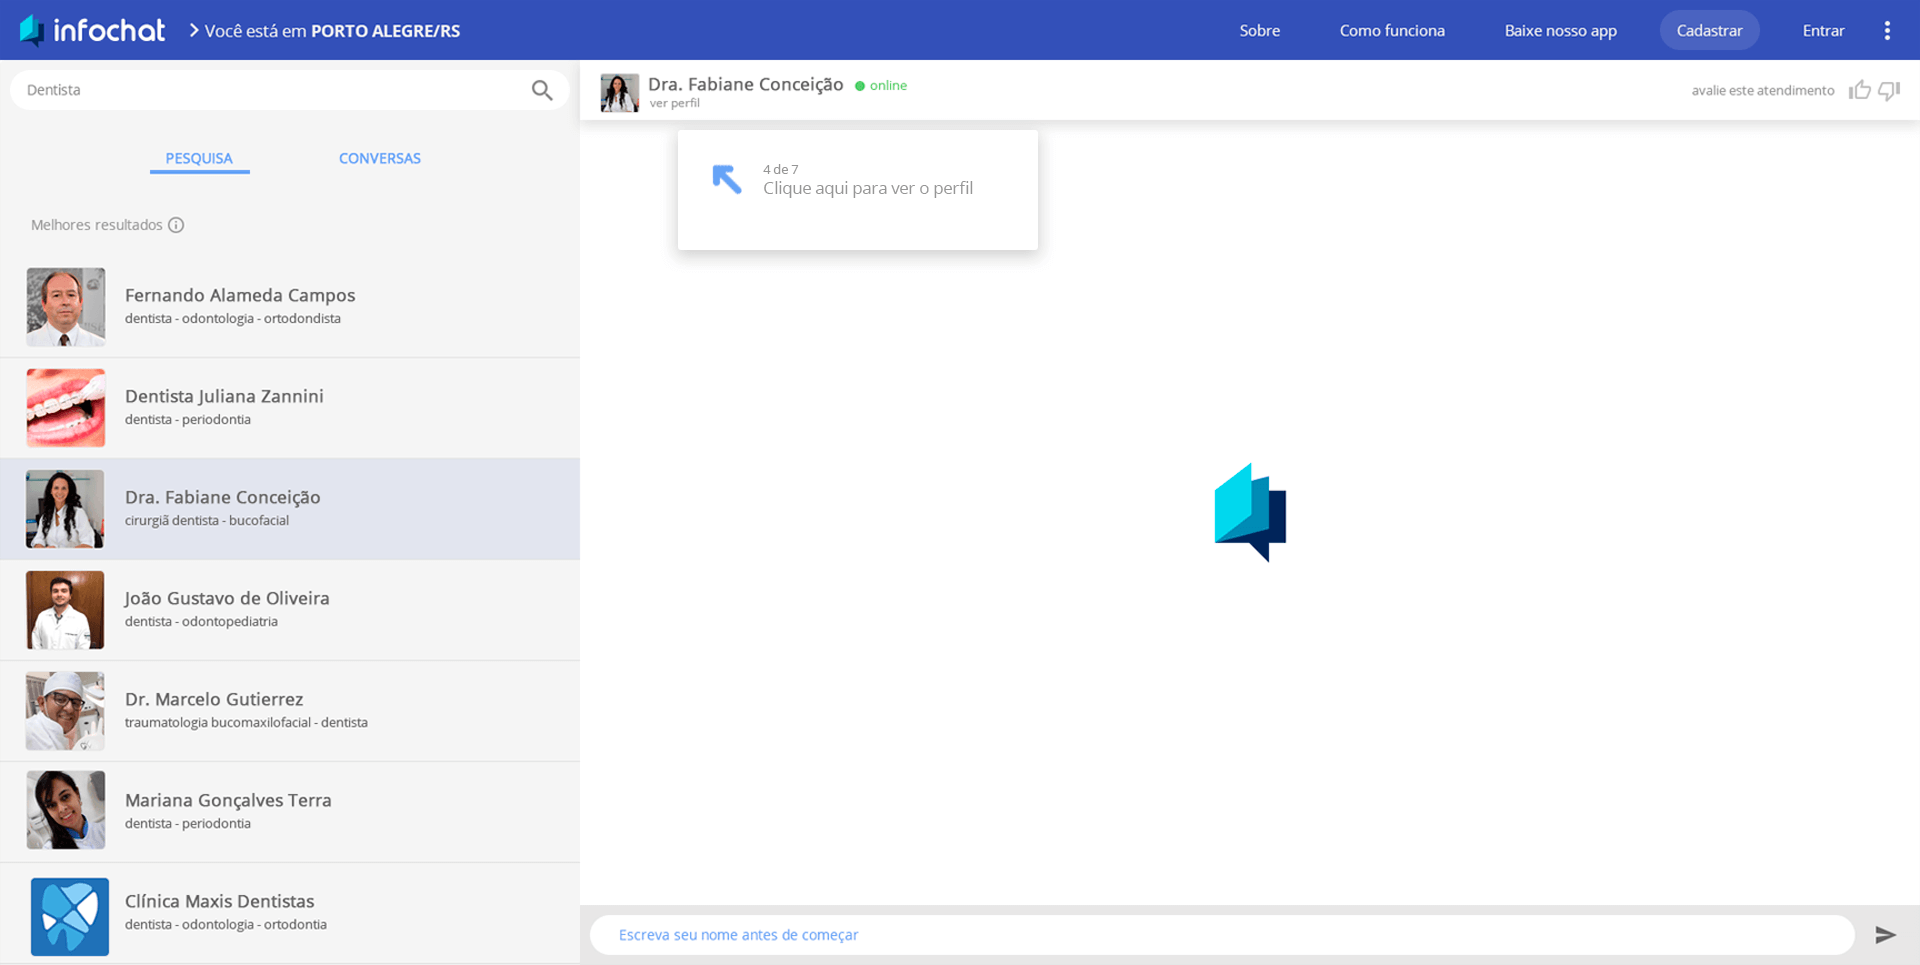 infochat
Você está em PORTO ALEGRE/RS
Sobre
Como funciona
Baixe nosso app
Cadastrar
Entrar
Dentista
PESQUISA
CONVERSAS
Melhores resultados
Fernando Alameda Campos
dentista - odontologia - ortodondista
Dentista Juliana Zannini
dentista - periodontia
Dra. Fabiane Conceição
cirurgiã dentista - bucofacial
João Gustavo de Oliveira
dentista - odontopediatria
Dr. Marcelo Gutierrez
traumatologia bucomaxilofacial - dentista
Mariana Gonçalves Terra
dentista - periodontia
Clínica Maxis Dentistas
dentista - odontologia - ortodontia
Dra. Fabiane Conceição
online
ver perfil
avalie este atendimento
4 de 7
Clique aqui para ver o perfil
Escreva seu nome antes de começar